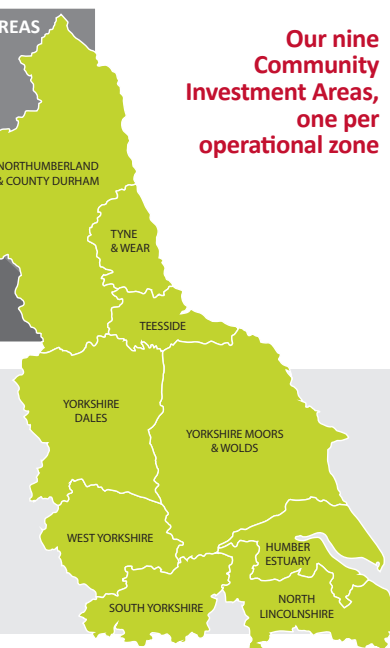 REAS
Our nine
Community
Investment Areas,
one per
operational zone
NORTHUMBERLAND
& COUNTY DURHAM
TYNE
& WEAR
TEESSIDE
YORKSHIRE
DALES
YORKSHIRE MOORS
& WOLDS
WEST YORKSHIRE
HUMBER
ESTUARY
SOUTH YORKSHIRE
NORTH
LINCOLNSHIRE